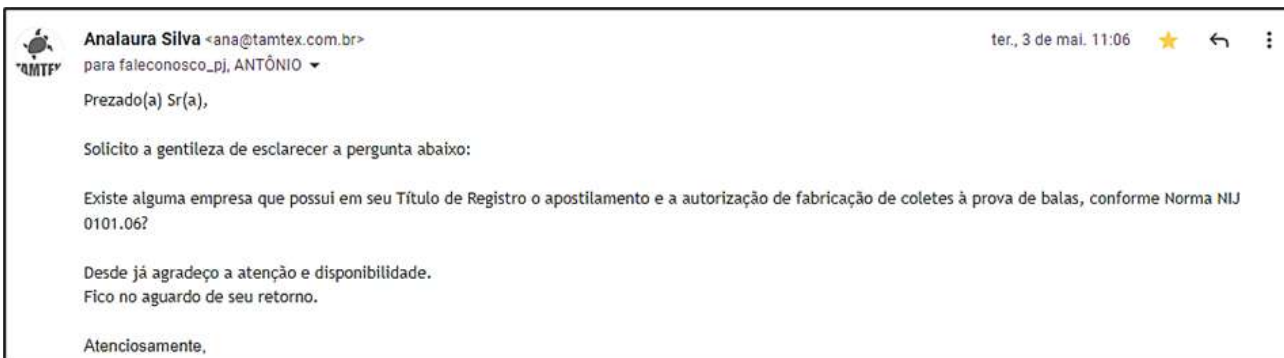 Analaura Silva <ana@tamtex.com.br>
ter., 3 de mai. 11:06
para faleconosco_pj, ANTÔNIO
TAMTEX
Prezado(a) Sr(a),
Solicito a gentileza de esclarecer a pergunta abaixo:
Existe alguma empresa que possui em seu Título de Registro o apostilamento e a autorização de fabricação de coletes à prova de balas, conforme Norma NIJ
0101.06?
Desde já agradeço a atenção e disponibilidade.
Fico no aguardo de seu retorno.
Atenciosamente,